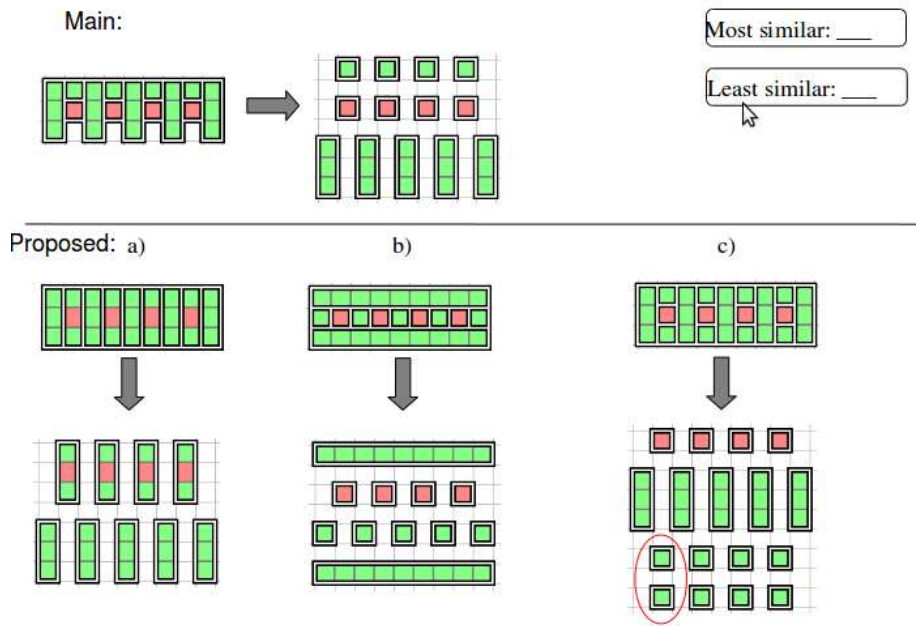 Main:
Most similar: ___
Least similar: ___
Proposed: a)
b)
c)